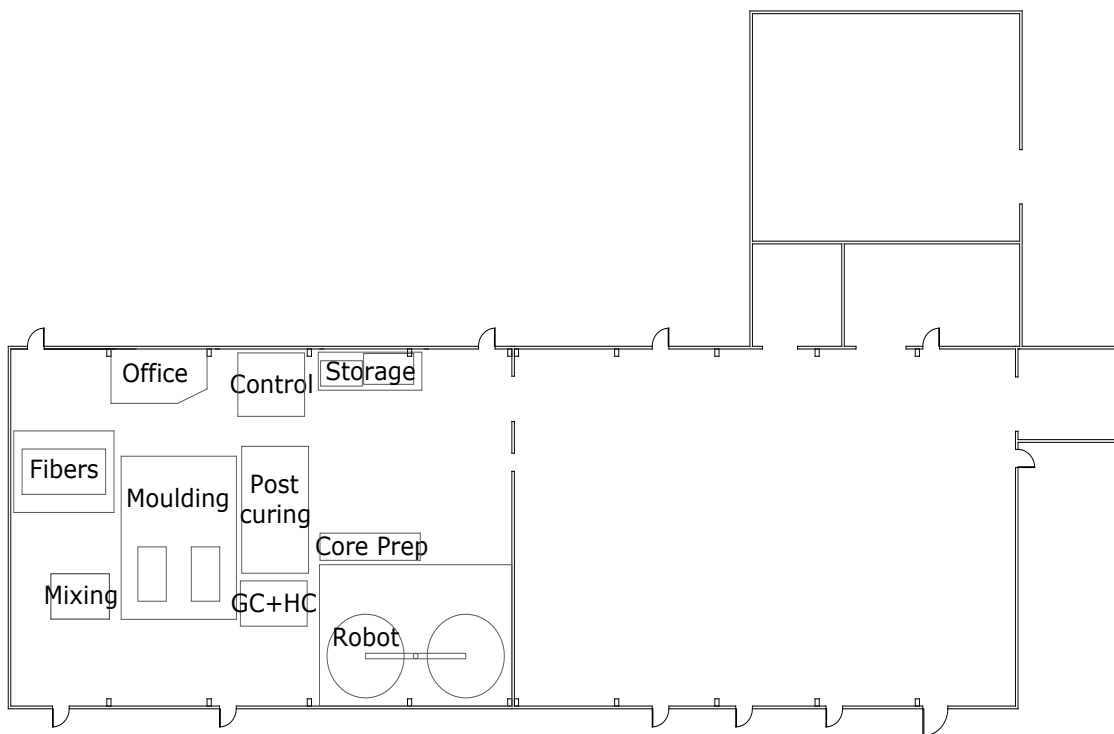 Office
Control
Storage
Fibers
Moulding
Post
curing
Core Prep
Mixing
GC+HC
Robot